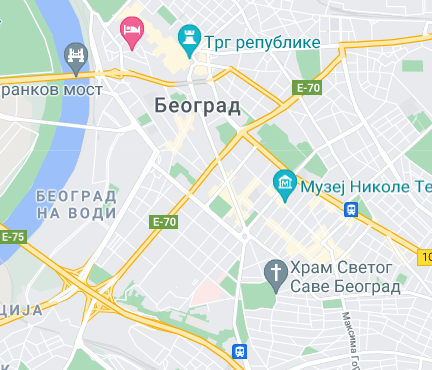 Трг републике
E-70
ранков мост
Београд
Музеј Николе Те
БЕОГРАД
НА ВОДИ
E-70
E-75
10
Храм Светог
Саве Београд
ЦИЈА
Максима Гор
К